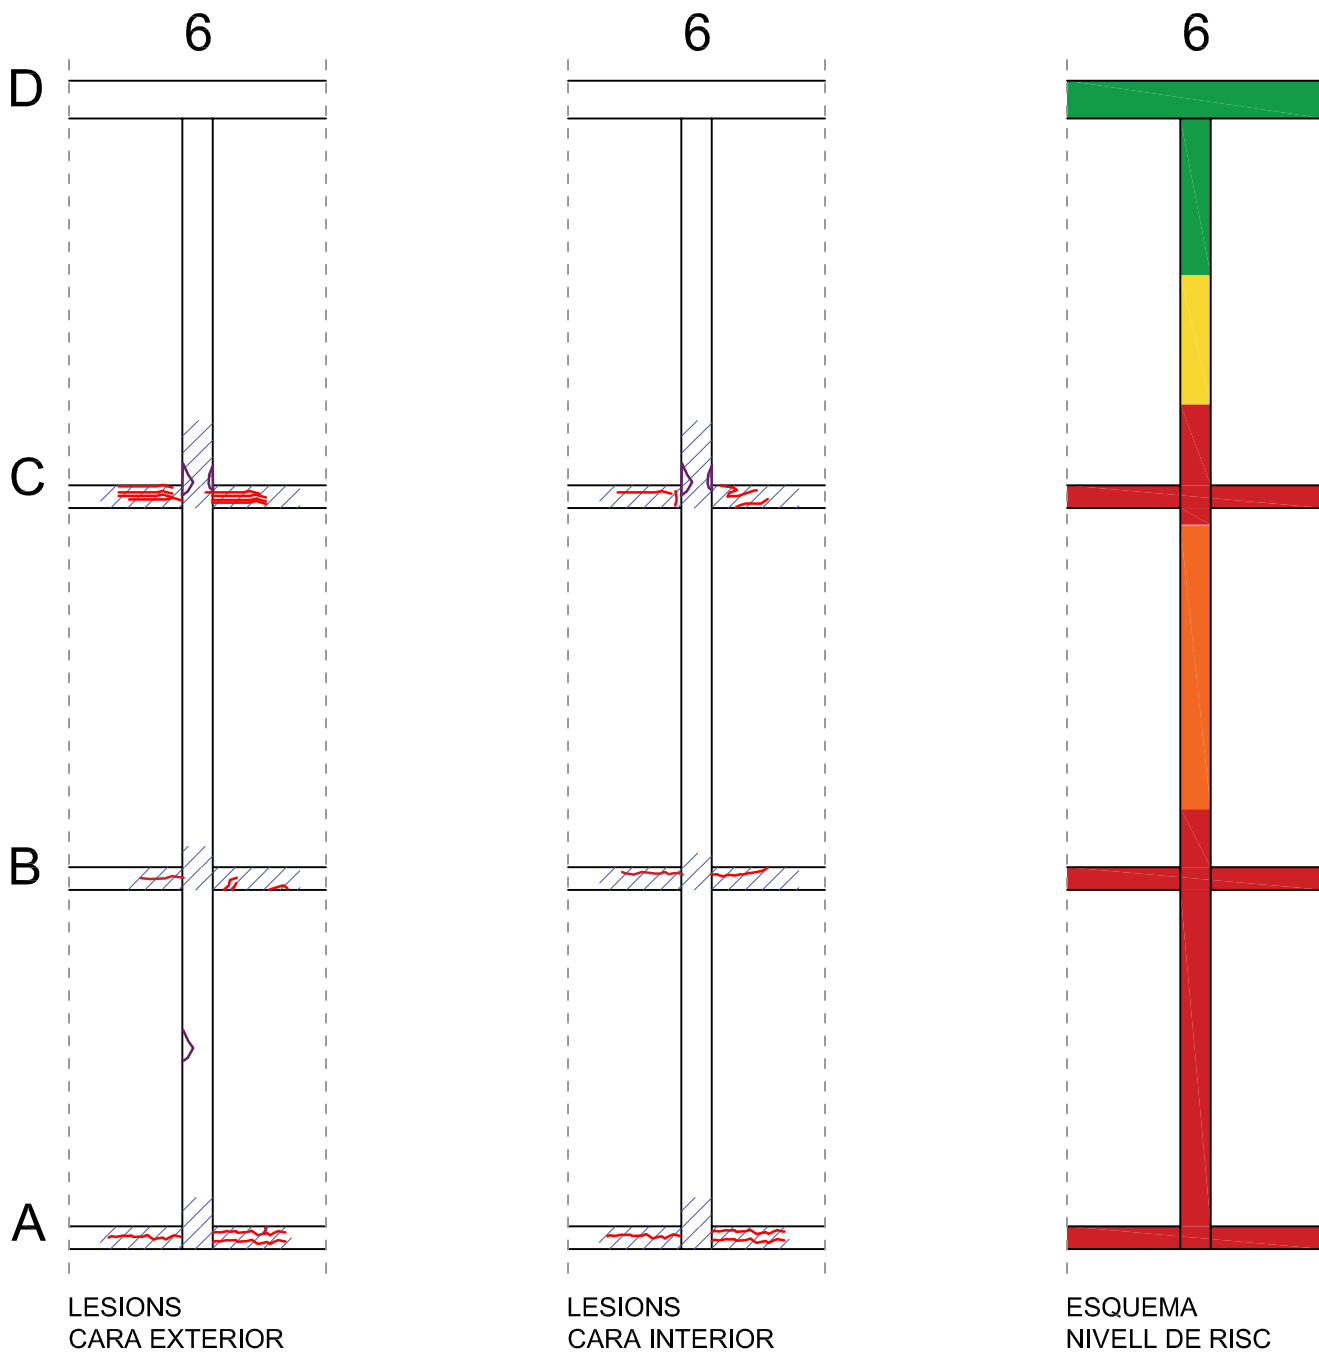 6
6
6
D
C
B
A
LESIONS
CARA EXTERIOR
LESIONS
CARA INTERIOR
ESQUEMA
NIVELL DE RISC